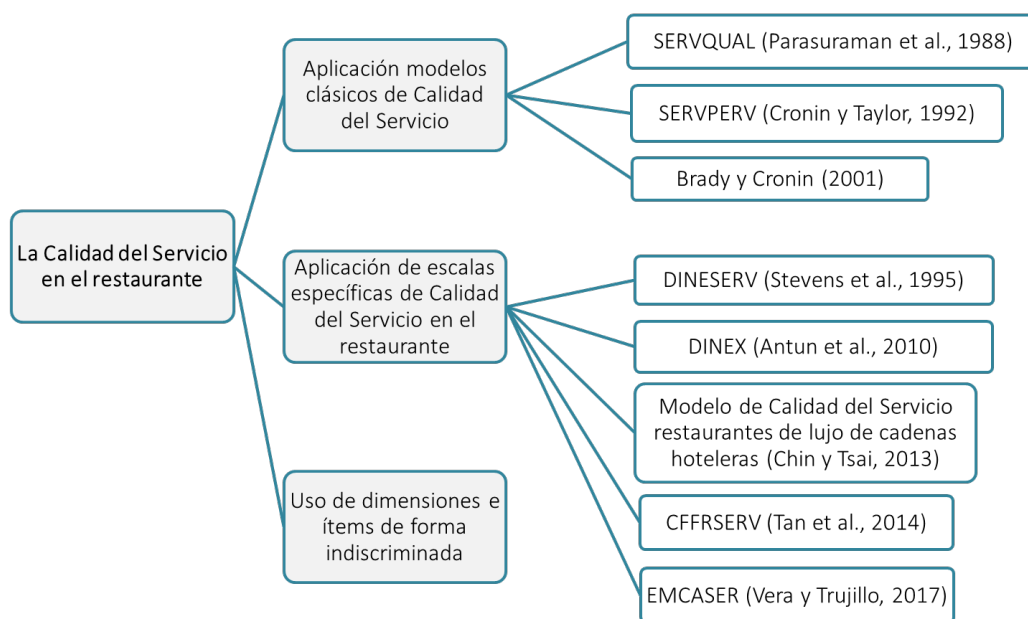 La Calidad del Servicio
en el restaurante
Aplicación modelos
clásicos de Calidad
del Servicio
SERVQUAL (Parasuraman et al., 1988)
SERVPERV (Cronin y Taylor, 1992)
Brady y Cronin (2001)
Aplicación de escalas
específicas de Calidad
del Servicio en el
restaurante
DINESERV (Stevens et al., 1995)
DINEX (Antun et al., 2010)
Modelo de Calidad del Servicio
restaurantes de lujo de cadenas
hoteleras (Chin y Tsai, 2013)
CFFRSERV (Tan et al., 2014)
EMCASER (Vera y Trujillo, 2017)
Uso de dimensiones e
ítems de forma
indiscriminada